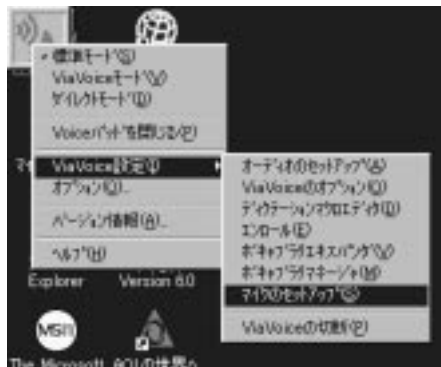 標準モード(S)
ViaVoiceモード(V)
ダイレクトモード(D)
Voiceパッドを閉じる(P)
ViaVoice設定(I)
オプション(O)...
バージョン情報(A)...
ヘルプ(H)
オーディオのセットアップ(A)
ViaVoiceのオプション(O)
ディクテーションマクロエディタ(D)
エンロール(E)
ボキャブラリエキスパンダ(V)
ボキャブラリマネージャ(M)
マイクのセットアップ(S)
ViaVoiceの切断(P)
Explorer
Version 6.0
MSN
The Microsoft
AOLの世界へ